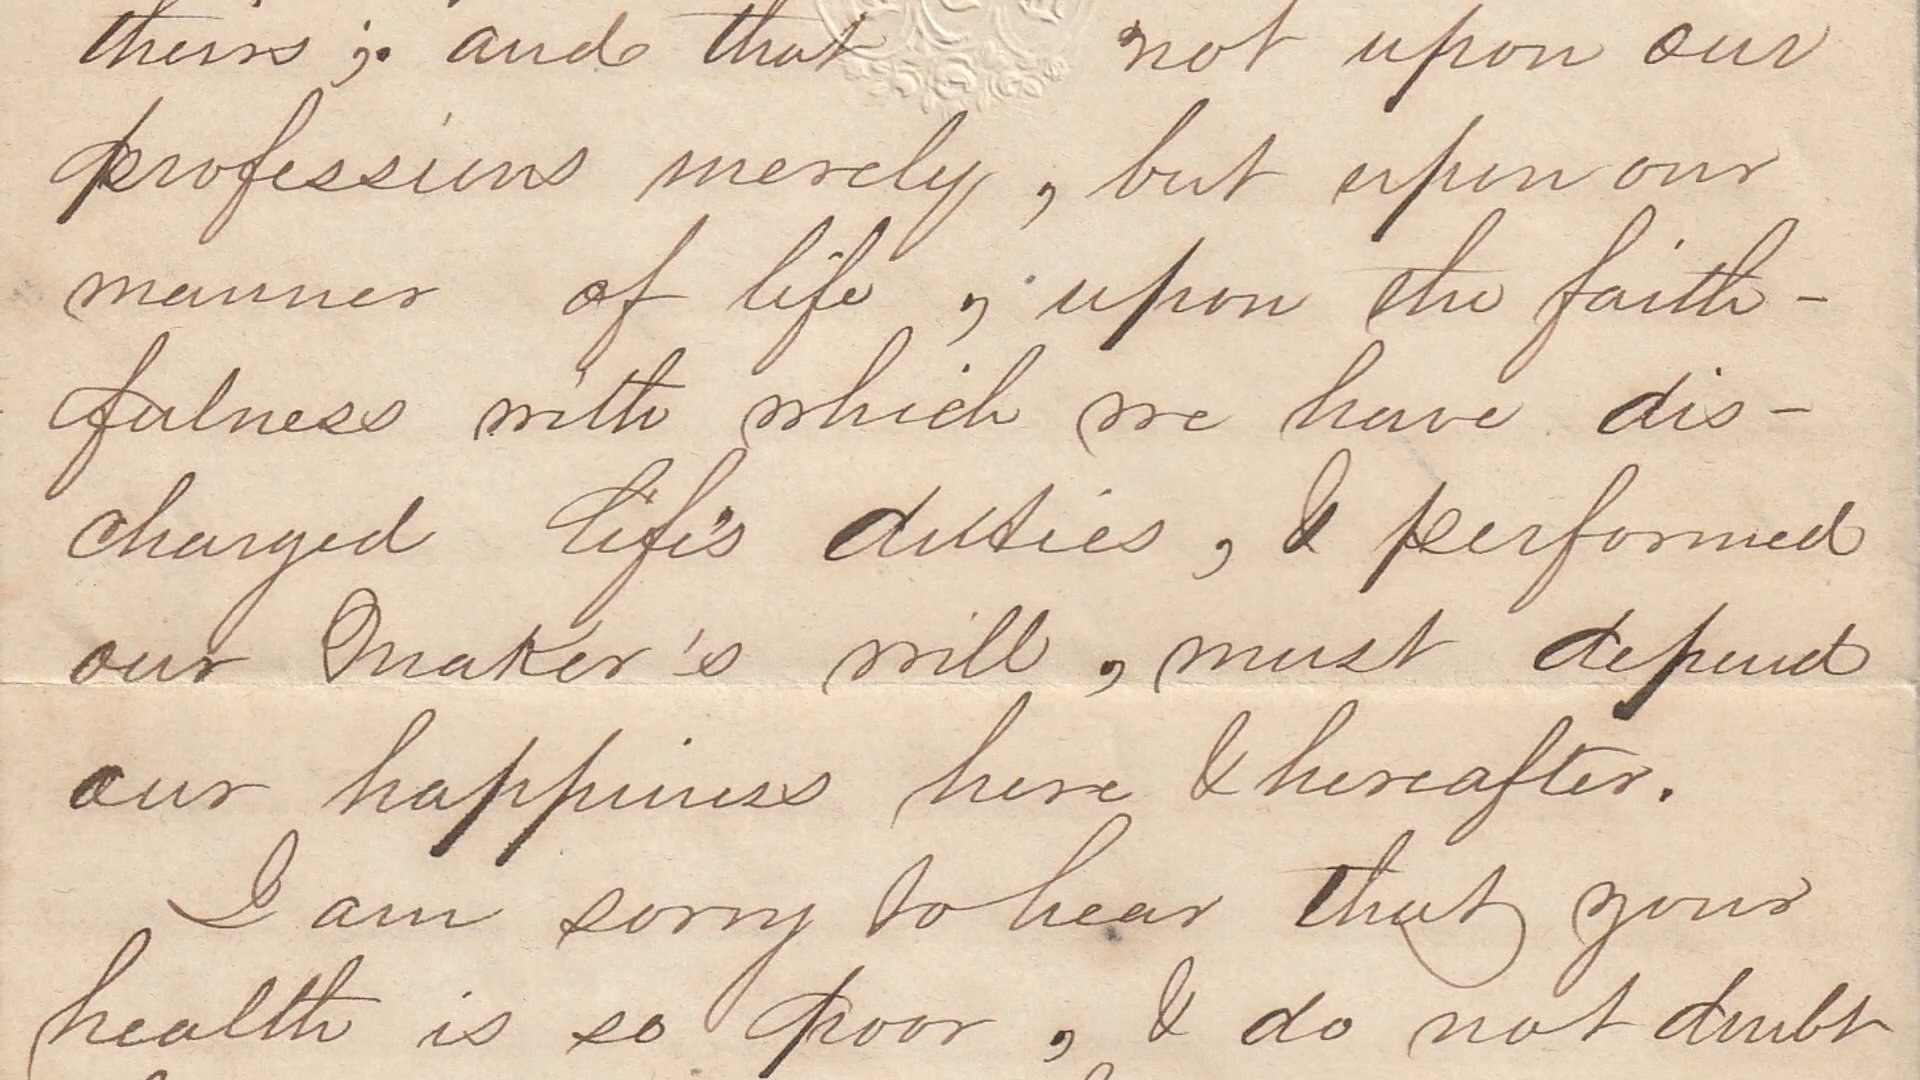 theirs ; and that not upon our
professions merely, but upon our
manner of life, upon the faith-
fulness with which we have dis-
charged life's duties, & performed
our Maker's will, must depend
our happiness here & hereafter.
I am sorry to hear that your
health is so poor, & do not doubt